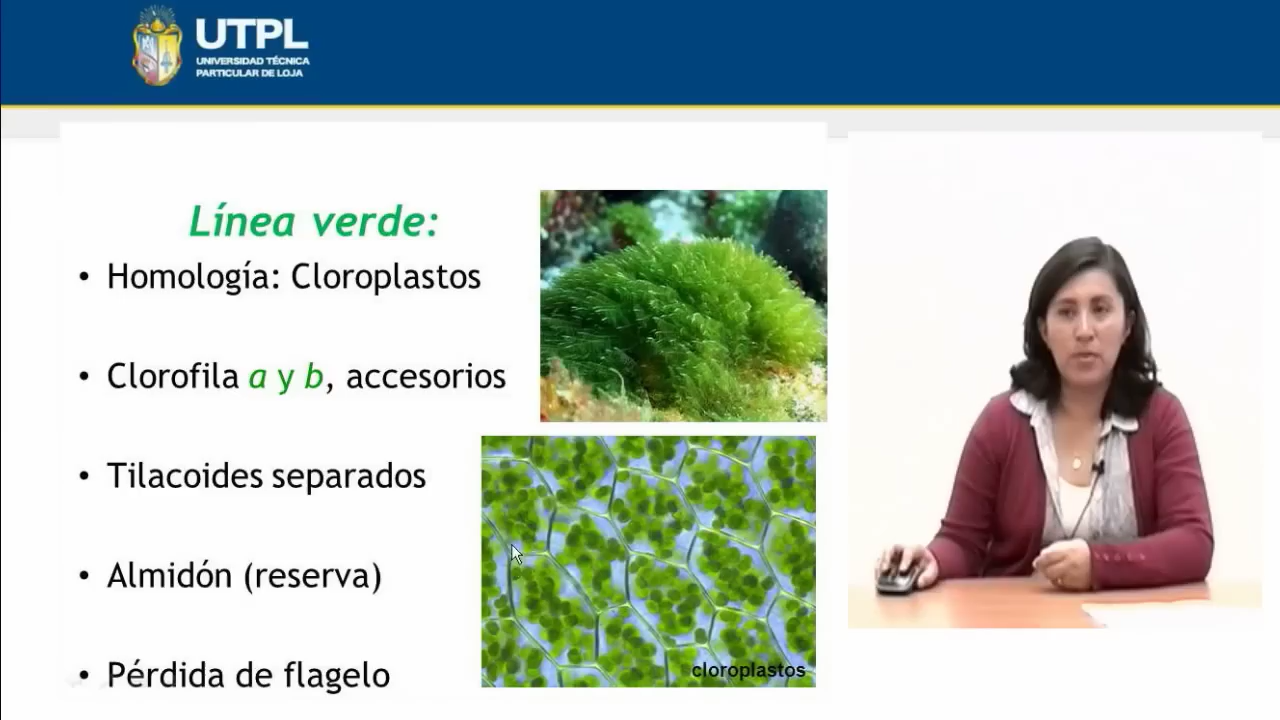 UTPL
UNIVERSIDAD TÉCNICA
PARTICULAR DE LOJA
Línea verde:
• Homología: Cloroplastos
• Clorofila a y b, accesorios
• Tilacoides separados
• Almidón (reserva)
• Pérdida de flagelo
cloroplastos